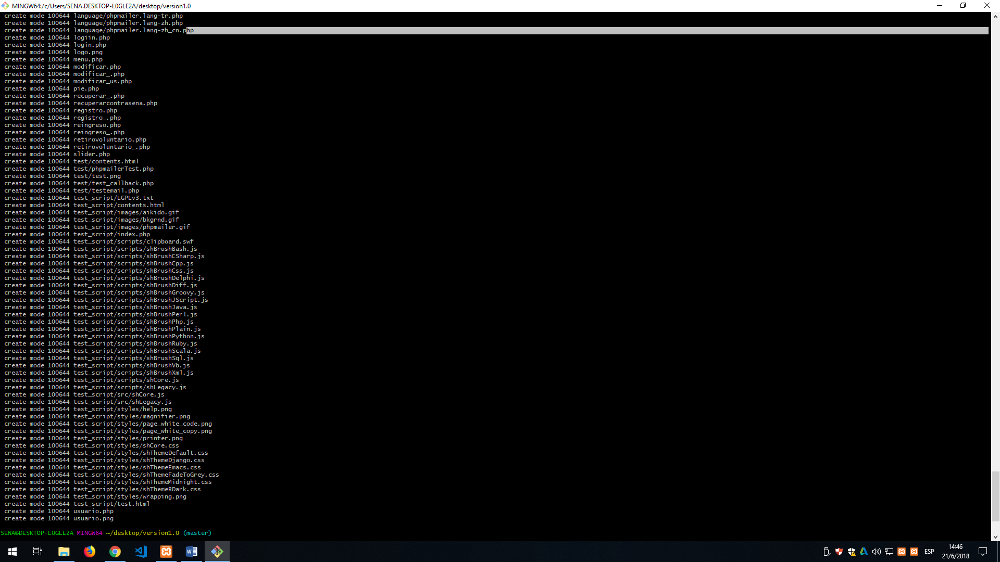 MINGW64:/c/Users/SENA.DESKTOP-L0GLE2A/desktop/version1.0
create mode 100644 language/phpmailer.lang-tr.php
create mode 100644 language/phpmailer.lang-zh.php
create mode 100644 language/phpmailer.lang-zh_cn.php
create mode 100644 logiin.php
create mode 100644 login.php
create mode 100644 logo.png
create mode 100644 menu.php
create mode 100644 modificar.php
create mode 100644 modificar_.php
create mode 100644 modificar_us.php
create mode 100644 pie.php
create mode 100644 recuperar_.php
create mode 100644 recuperarcontrasena.php
create mode 100644 registro.php
create mode 100644 registro_.php
create mode 100644 reingreso.php
create mode 100644 reingreso_.php
create mode 100644 retirovoluntario.php
create mode 100644 retirovoluntario_.php
create mode 100644 slider.php
create mode 100644 test/contents.html
create mode 100644 test/phpmailerTest.php
create mode 100644 test/test.png
create mode 100644 test/test_callback.php
create mode 100644 test/testemail.php
create mode 100644 test_script/LGPLv3.txt
create mode 100644 test_script/contents.html
create mode 100644 test_script/images/aikido.gif
create mode 100644 test_script/images/bkgrnd.gif
create mode 100644 test_script/images/phpmailer.gif
create mode 100644 test_script/index.php
create mode 100644 test_script/scripts/clipboard.swf
create mode 100644 test_script/scripts/shBrushBash.js
create mode 100644 test_script/scripts/shBrushCSharp.js
create mode 100644 test_script/scripts/shBrushCpp.js
create mode 100644 test_script/scripts/shBrushCss.js
create mode 100644 test_script/scripts/shBrushDelphi.js
create mode 100644 test_script/scripts/shBrushDiff.js
create mode 100644 test_script/scripts/shBrushGroovy.js
create mode 100644 test_script/scripts/shBrushJScript.js
create mode 100644 test_script/scripts/shBrushJava.js
create mode 100644 test_script/scripts/shBrushPerl.js
create mode 100644 test_script/scripts/shBrushPhp.js
create mode 100644 test_script/scripts/shBrushPlain.js
create mode 100644 test_script/scripts/shBrushPython.js
create mode 100644 test_script/scripts/shBrushRuby.js
create mode 100644 test_script/scripts/shBrushScala.js
create mode 100644 test_script/scripts/shBrushSql.js
create mode 100644 test_script/scripts/shBrushVb.js
create mode 100644 test_script/scripts/shBrushXml.js
create mode 100644 test_script/scripts/shCore.js
create mode 100644 test_script/scripts/shLegacy.js
create mode 100644 test_script/src/shCore.js
create mode 100644 test_script/src/shLegacy.js
create mode 100644 test_script/styles/help.png
create mode 100644 test_script/styles/magnifier.png
create mode 100644 test_script/styles/page_white_code.png
create mode 100644 test_script/styles/page_white_copy.png
create mode 100644 test_script/styles/printer.png
create mode 100644 test_script/styles/shCore.css
create mode 100644 test_script/styles/shThemeDefault.css
create mode 100644 test_script/styles/shThemeDjango.css
create mode 100644 test_script/styles/shThemeEmacs.css
create mode 100644 test_script/styles/shThemeFadeToGrey.css
create mode 100644 test_script/styles/shThemeMidnight.css
create mode 100644 test_script/styles/shThemeRDark.css
create mode 100644 test_script/styles/wrapping.png
create mode 100644 test_script/test.html
create mode 100644 usuario.php
create mode 100644 usuario.png
SENA@DESKTOP-L0GLE2A MINGW64 ~/desktop/version1.0 (master)
ESP
14:46
21/6/2018